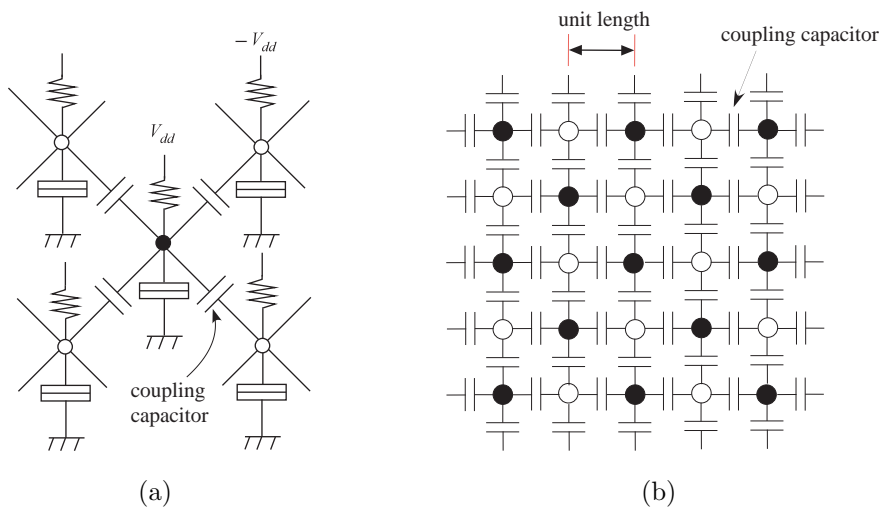 − V_dd
V_dd
coupling
capacitor
(a)
unit length
coupling capacitor
(b)